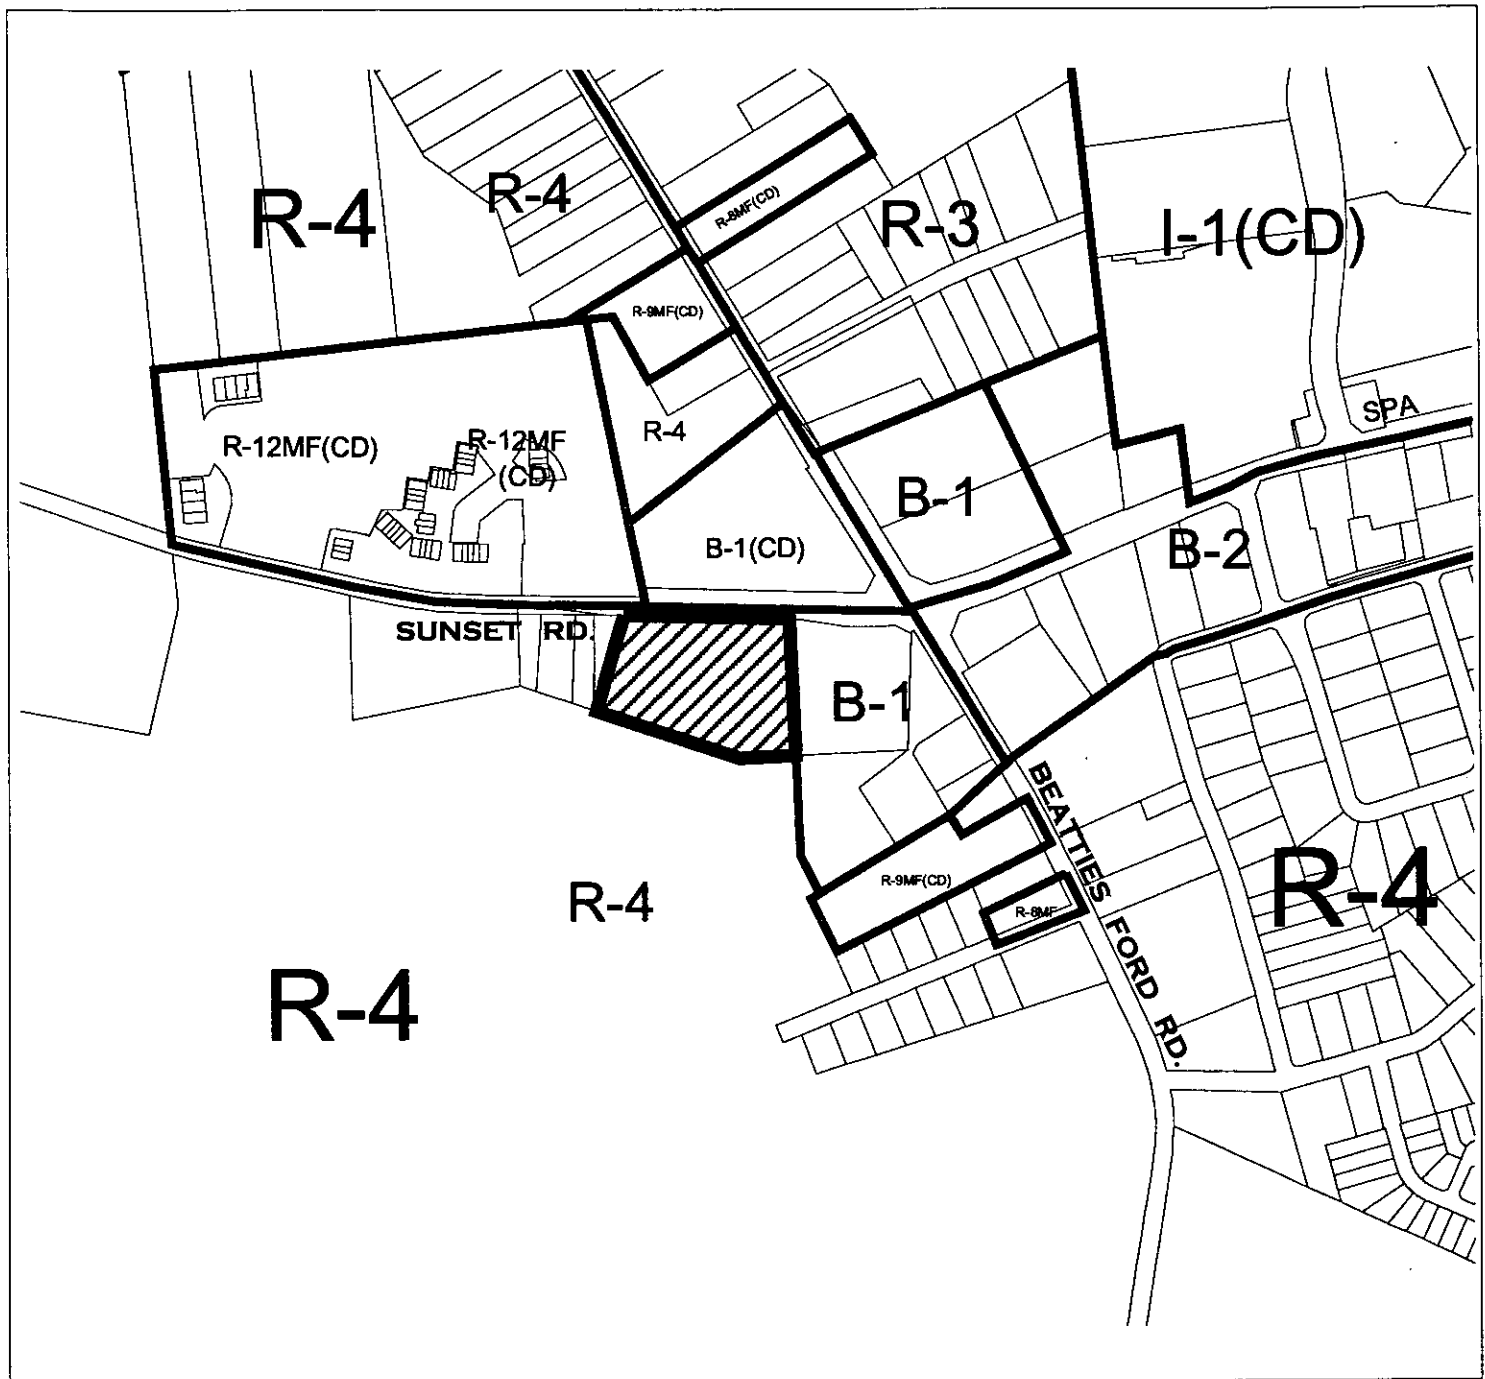 R-4
R-4
R-8MF(CD)
R-3
I-1(CD)
R-9MF(CD)
SPA
R-4
R-12MF(CD)
R-12MF
(CD)
B-1
B-1(CD)
B-2
SUNSET RD.
B-1
BEATTIES FORD RD.
R-9MF(CD)
R-8MF
R-4
R-4
R-4